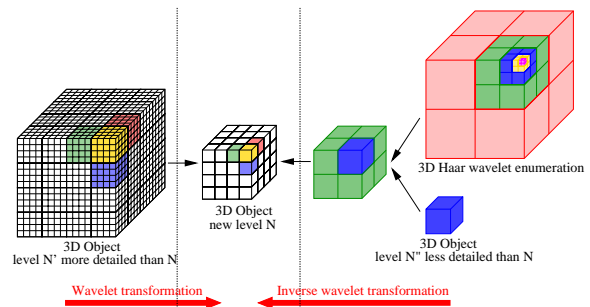 3D Haar wavelet enumeration
3D Object
new level N
3D Object
level N" less detailed than N
3D Object
level N' more detailed than N
Wavelet transformation
Inverse wavelet transformation